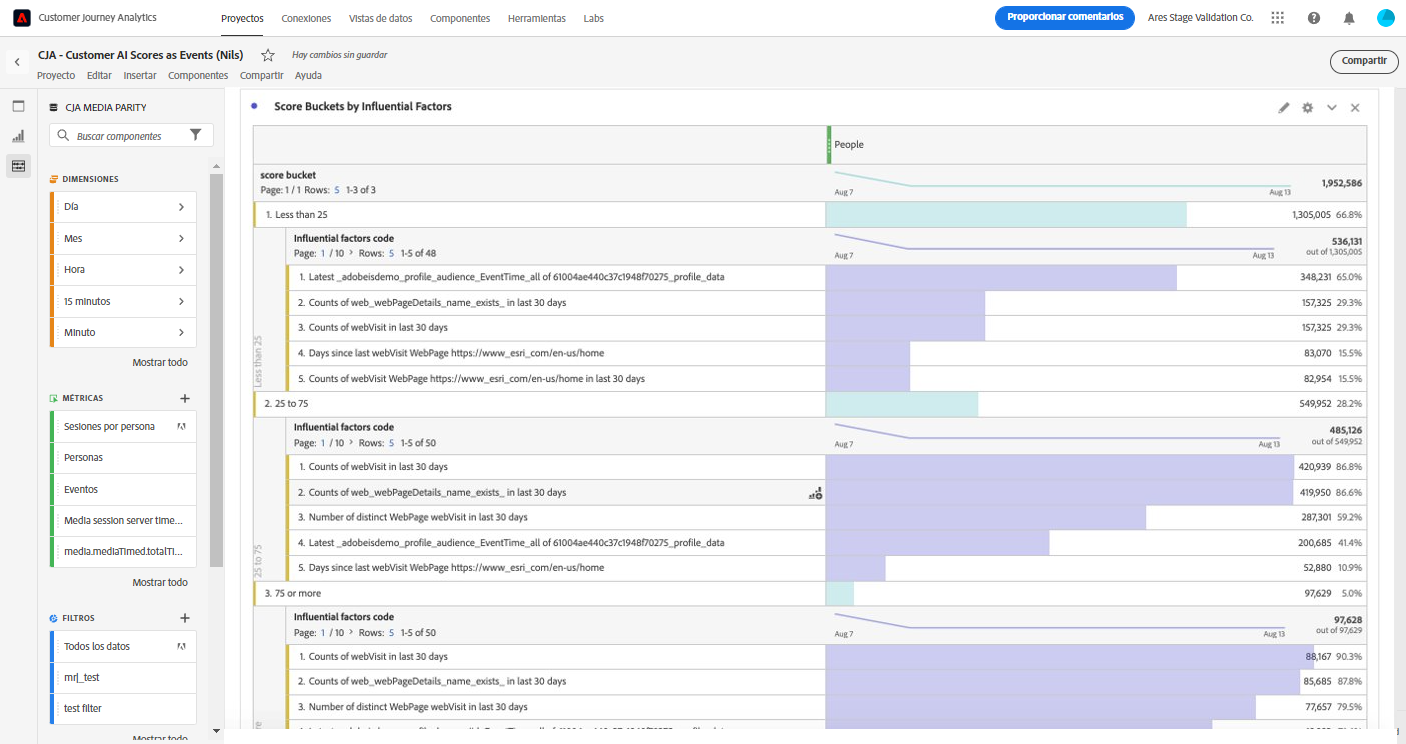 Customer Journey Analytics Proyectos Conexiones Vistas de datos Componentes Herramientas Labs Proporcionar comentarios Ares Stage Validation Co.
CJA - Customer AI Scores as Events (Nils) Hay cambios sin guardar
Proyecto Editar Insertar Componentes Compartir Ayuda
Compartir
CJA MEDIA PARITY
Buscar componentes
DIMENSIONES
Día
Mes
Hora
15 minutos
Minuto
Mostrar todo
MÉTRICAS
Sesiones por persona
Personas
Eventos
Media session server time...
media.mediaTimed.totalTi...
Mostrar todo
FILTROS
Todos los datos
mrj_test
test filter
Mostrar todo
Score Buckets by Influential Factors
People
score bucket
Page: 1 / 1 Rows: 5 1-3 of 3
Aug 7 Aug 13
1,952,586
1. Less than 25 1,305,005 66.8%
Less than 25
Influential factors code
Page: 1 / 10 > Rows: 5 1-5 of 48
Aug 7 Aug 13
536,131
out of 1,305,005
1. Latest _adobeisdemo_profile_audience_EventTime_all of 61004ae440c37c1948f70275_profile_data 348,231 65.0%
2. Counts of web_webPageDetails_name_exists_ in last 30 days 157,325 29.3%
3. Counts of webVisit in last 30 days 157,325 29.3%
4. Days since last webVisit WebPage https://www_esri_com/en-us/home 83,070 15.5%
5. Counts of webVisit WebPage https://www_esri_com/en-us/home in last 30 days 82,954 15.5%
2. 25 to 75 549,952 28.2%
25 to 75
Influential factors code
Page: 1 / 10 > Rows: 5 1-5 of 50
Aug 7 Aug 13
485,126
out of 549,952
1. Counts of webVisit in last 30 days 420,939 86.8%
2. Counts of web_webPageDetails_name_exists_ in last 30 days 419,950 86.6%
3. Number of distinct WebPage webVisit in last 30 days 287,301 59.2%
4. Latest _adobeisdemo_profile_audience_EventTime_all of 61004ae440c37c1948f70275_profile_data 200,685 41.4%
5. Days since last webVisit WebPage https://www_esri_com/en-us/home 52,880 10.9%
3. 75 or more 97,629 5.0%
Influential factors code
Page: 1 / 10 > Rows: 5 1-5 of 50
Aug 7 Aug 13
97,628
out of 97,629
1. Counts of webVisit in last 30 days 88,167 90.3%
2. Counts of web_webPageDetails_name_exists_ in last 30 days 85,685 87.8%
3. Number of distinct WebPage webVisit in last 30 days 77,657 79.5%